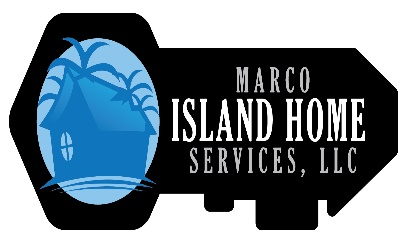 MARCO
ISLAND HOME
SERVICES, LLC